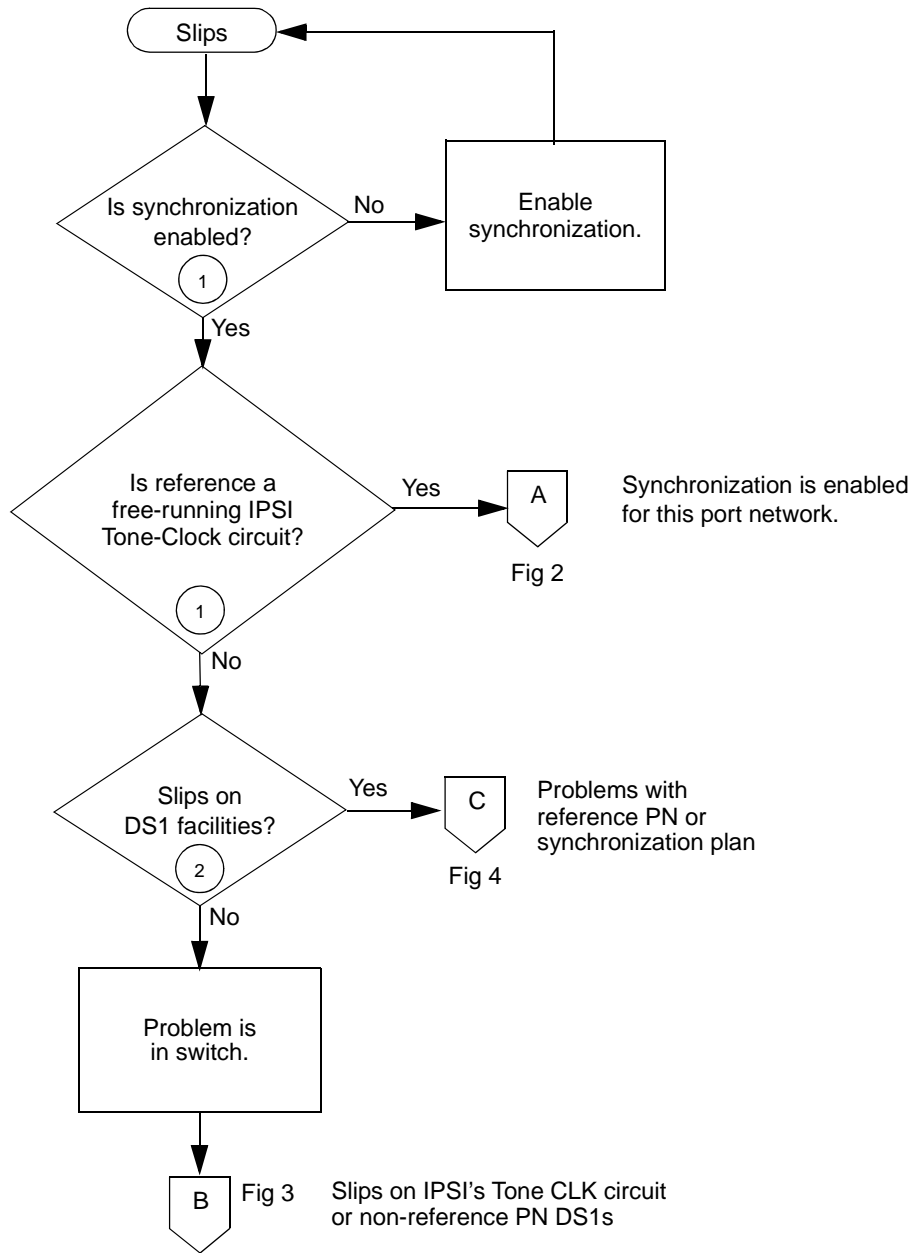 Slips
Is synchronization
enabled?
1
No
Enable
synchronization.
Yes
Is reference a
free-running IPSI
Tone-Clock circuit?
1
Yes
A
Fig 2
Synchronization is enabled
for this port network.
No
Slips on
DS1 facilities?
2
Yes
C
Fig 4
Problems with
reference PN or
synchronization plan
No
Problem is
in switch.
B
Fig 3
Slips on IPSI's Tone CLK circuit
or non-reference PN DS1s